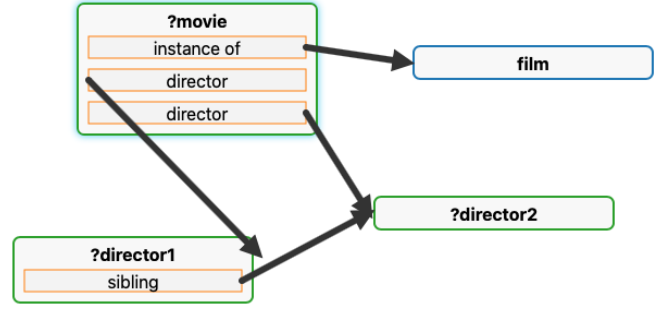 ?movie
instance of
director
director
film
?director2
?director1
sibling